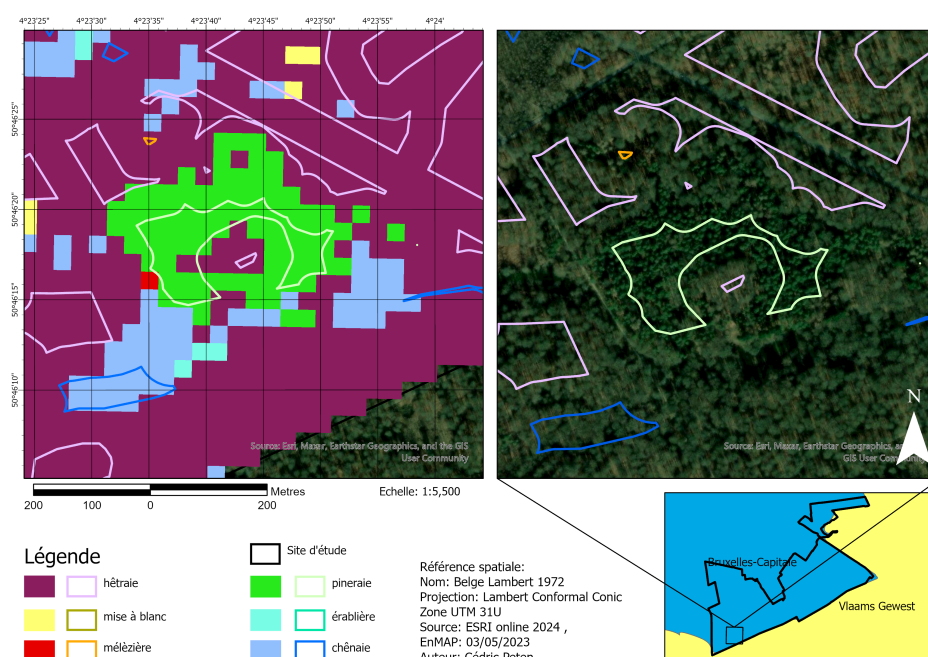 4°23'25" 4°23'30" 4°23'35" 4°23'40" 4°23'45" 4°23'50" 4°23'55" 4°24'
50°46'25"
50°46'20"
50°46'15"
50°46'10"
Source: Esri, Maxar, Earthstar Geographics, and the GIS
User Community
Source: Esri, Maxar, Earthstar Geographics, and the
GIS User Community
N
Metres
200 100 0 200
Echelle: 1:5,500
Légende
hêtraie
mise à blanc
mélèzière
Site d'étude
pineraie
érablière
chênaie
Référence spatiale:
Nom: Belge Lambert 1972
Projection: Lambert Conformal Conic
Zone UTM 31U
Source: ESRI online 2024 ,
EnMAP: 03/05/2023
Auteur: Cédric Peten
Bruxelles-Capitale
Vlaams Gewest